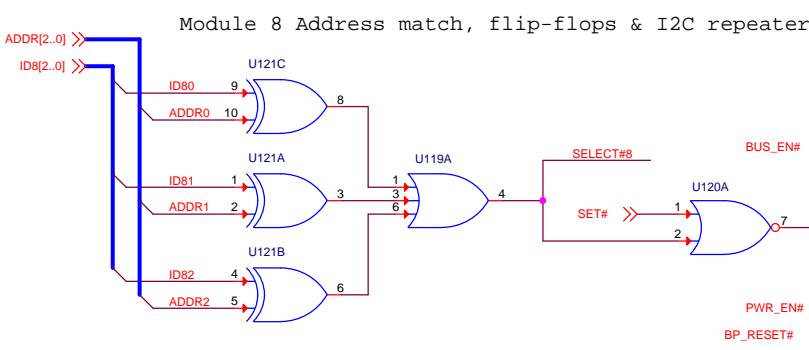 Module 8 Address match, flip-flops & I2C repeater
ADDR[2..0]
ID8[2..0]
U121C
ID80 9
ADDR0 10
8
U121A
ID81 1
ADDR1 2
3
U121B
ID82 4
ADDR2 5
6
U119A
1
3
6
4
SELECT#8
BUS_EN#
U120A
SET# 1
2
7
PWR_EN#
BP_RESET#